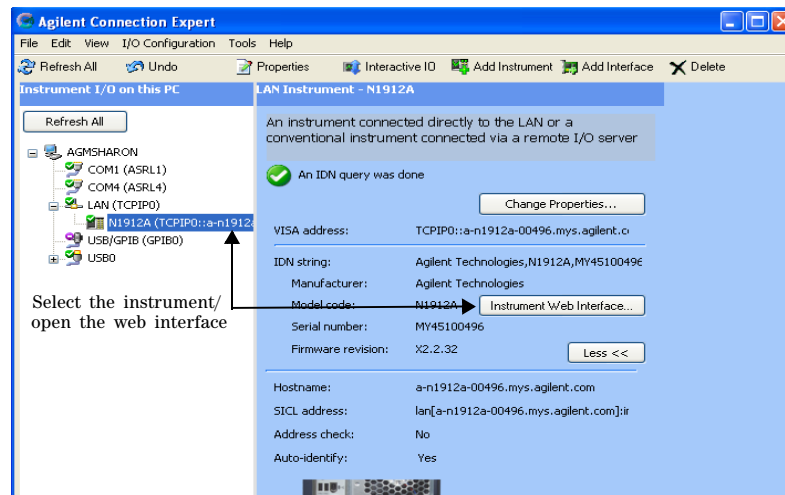 Agilent Connection Expert
File Edit View I/O Configuration Tools Help
Refresh All Undo Properties Interactive IO Add Instrument Add Interface Delete
Instrument I/O on this PC
Refresh All
AGMSHARON
COM1 (ASRL1)
COM4 (ASRL4)
LAN (TCPIP0)
N1912A (TCPIP0::a-n1912a
USB/GPIB (GPIB0)
USB0
Select the instrument/
open the web interface
LAN Instrument - N1912A
An instrument connected directly to the LAN or a
conventional instrument connected via a remote I/O server
An IDN query was done
Change Properties...
VISA address: TCPIP0::a-n1912a-00496.mys.agilent.co
IDN string: Agilent Technologies,N1912A,MY45100496
Manufacturer: Agilent Technologies
Model code: N1912A Instrument Web Interface...
Serial number: MY45100496
Firmware revision: X2.2.32 Less <<
Hostname: a-n1912a-00496.mys.agilent.com
SICL address: lan[a-n1912a-00496.mys.agilent.com]:ir
Address check: No
Auto-identify: Yes